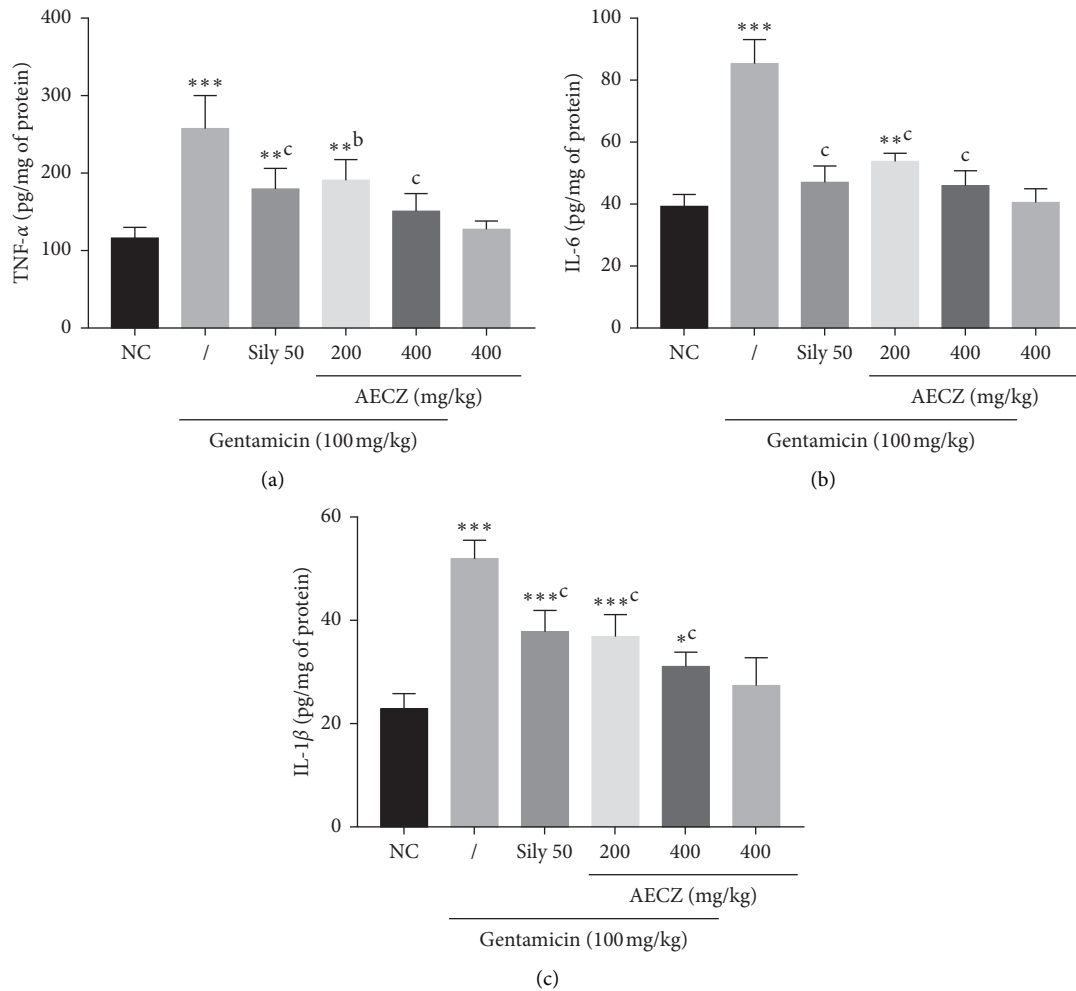 400
300
200
100
0
TNF-α (pg/mg of protein)
***
**c
**b
c
NC / Sily 50 200 400 400
AECZ (mg/kg)
Gentamicin (100 mg/kg)
(a)
100
80
60
40
20
0
IL-6 (pg/mg of protein)
***
c
**c
c
NC / Sily 50 200 400 400
AECZ (mg/kg)
Gentamicin (100 mg/kg)
(b)
60
40
20
0
IL-1β (pg/mg of protein)
***
***c
***c
*c
NC / Sily 50 200 400 400
AECZ (mg/kg)
Gentamicin (100 mg/kg)
(c)